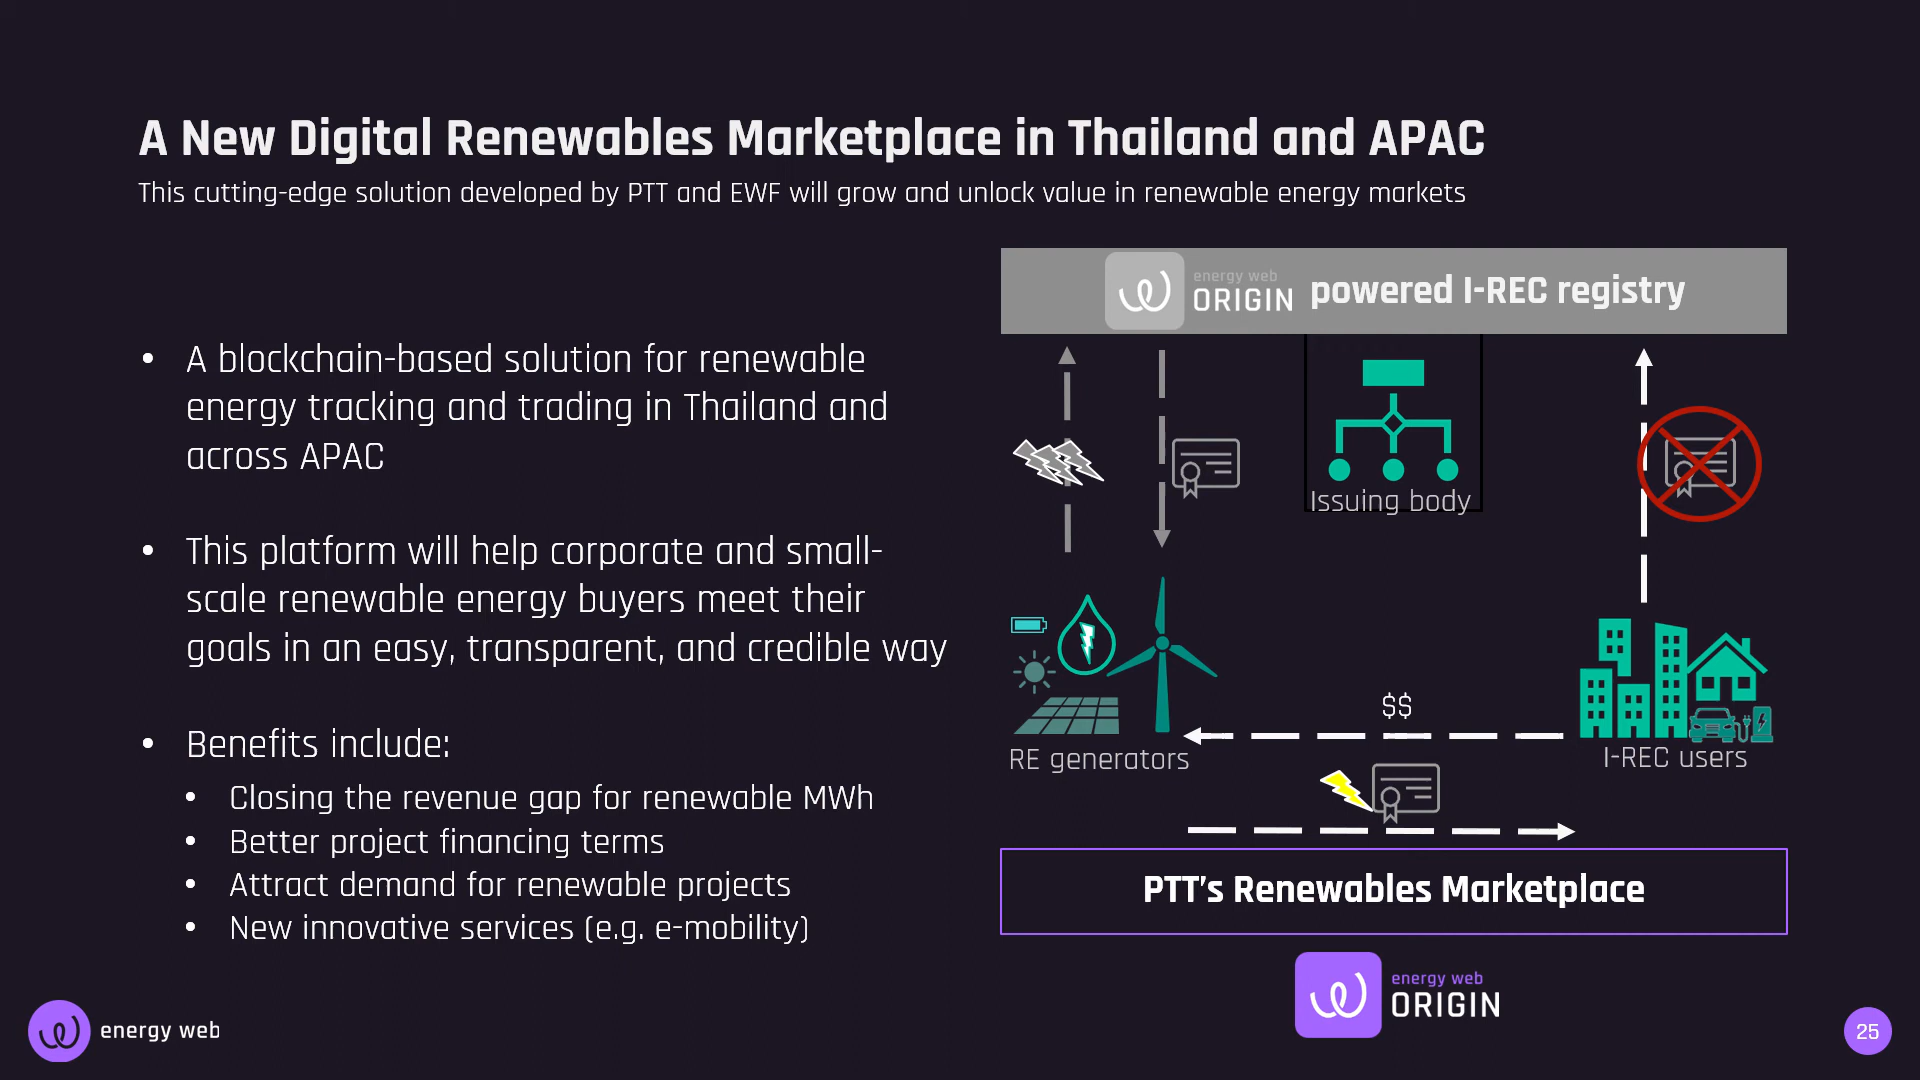 A New Digital Renewables Marketplace in Thailand and APAC
This cutting-edge solution developed by PTT and EWF will grow and unlock value in renewable energy markets
• A blockchain-based solution for renewable
energy tracking and trading in Thailand and
across APAC
• This platform will help corporate and small-
scale renewable energy buyers meet their
goals in an easy, transparent, and credible way
• Benefits include:
• Closing the revenue gap for renewable MWh
• Better project financing terms
• Attract demand for renewable projects
• New innovative services (e.g. e-mobility)
energy web
ORIGIN powered I-REC registry
Issuing body
$$
RE generators
I-REC users
PTT's Renewables Marketplace
energy web
ORIGIN
energy web
25